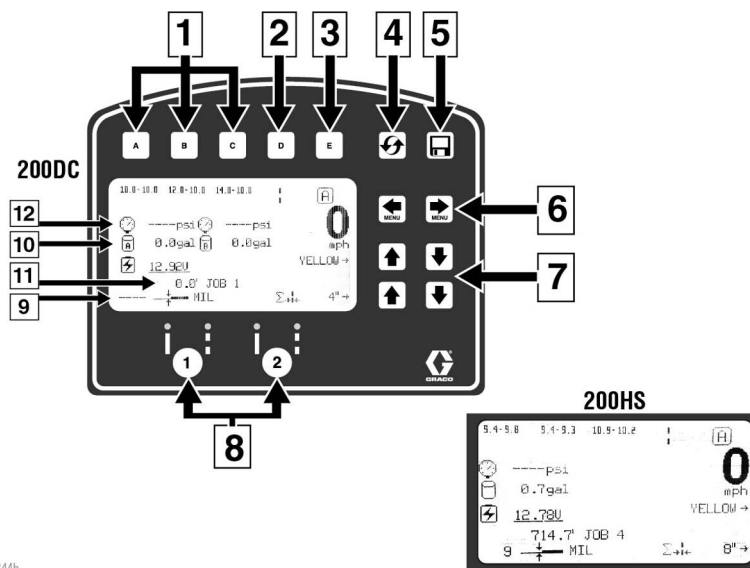 1 2 3 4 5
A B C D E
200DC
10.0-10.0 12.0-10.0 14.0-10.0 A
MENU MENU
6
12
----psi ----psi 0
mph
10
A 0.0gal B 0.0gal
YELLOW→
12.92V
7
11
0.0' JOB 1
9
---- MIL Σ 4"→
1 2
GRACO
8
200HS
9.4-9.8 9.4-9.3 10.9-10.2 A
----psi 0
mph
0.7gal
YELLOW→
12.78V
714.7' JOB 4
9 MIL Σ 8"→